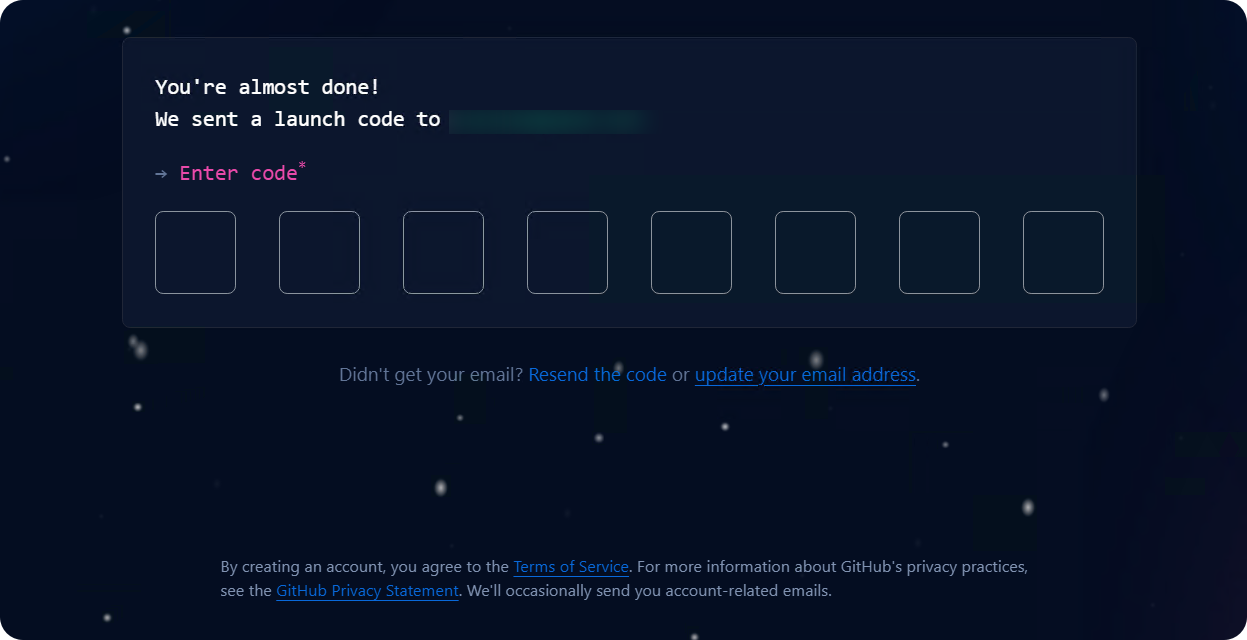 You're almost done!
We sent a launch code to
→ Enter code*
Didn't get your email? Resend the code or update your email address.
By creating an account, you agree to the Terms of Service. For more information about GitHub's privacy practices,
see the GitHub Privacy Statement. We'll occasionally send you account-related emails.